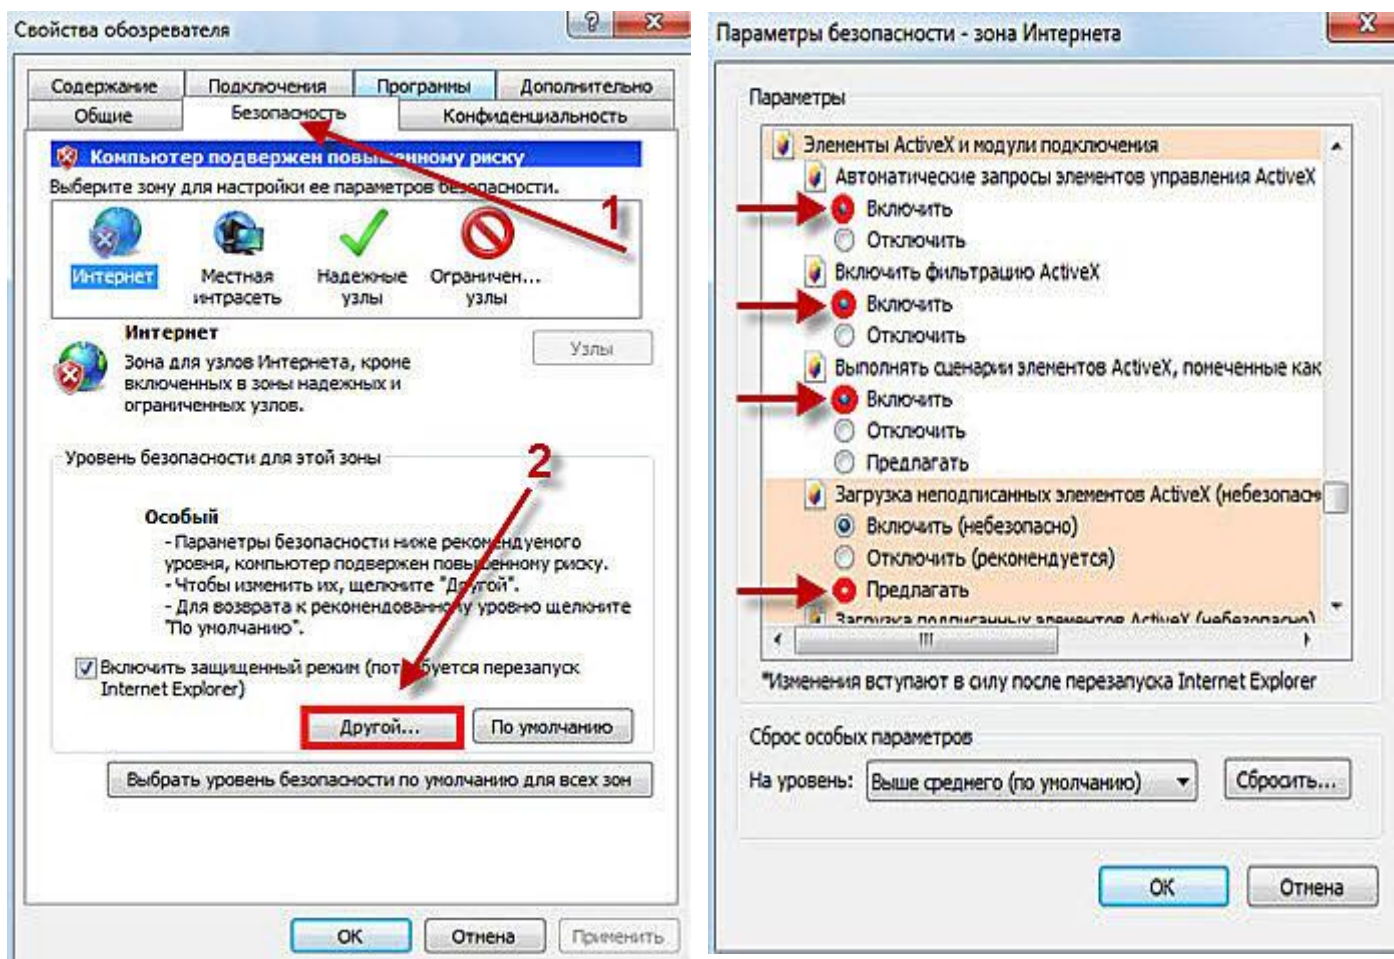 Свойства обозревателя
Содержание Подключения Программы Дополнительно
Общие Безопасность Конфиденциальность
Компьютер подвержен повышенному риску
Выберите зону для настройки ее параметров безопасности.
1
Интернет
Местная интрасеть
Надежные узлы
Ограничен... узлы
Интернет
Зона для узлов Интернета, кроме
включенных в зоны надежных и
ограниченных узлов.
Узлы
Уровень безопасности для этой зоны
2
Особый
- Параметры безопасности ниже рекомендуемого
уровня, компьютер подвержен повышенному риску.
- Чтобы изменить их, щелкните "Другой".
- Для возврата к рекомендованному уровню щелкните
"По умолчанию".
Включить защищенный режим (потребуется перезапуск
Internet Explorer)
Другой... По умолчанию
Выбрать уровень безопасности по умолчанию для всех зон
ОК Отмена Применить
Параметры безопасности - зона Интернета
Параметры
Элементы ActiveX и модули подключения
Автоматические запросы элементов управления ActiveX
Включить
Отключить
Включить фильтрацию ActiveX
Включить
Отключить
Выполнять сценарии элементов ActiveX, помеченные как
Включить
Отключить
Предлагать
Загрузка неподписанных элементов ActiveX (небезопасн
Включить (небезопасно)
Отключить (рекомендуется)
Предлагать
Загрузка подписанных элементов ActiveX (небезопасно)
*Изменения вступают в силу после перезапуска Internet Explorer
Сброс особых параметров
На уровень: Выше среднего (по умолчанию) Сбросить...
ОК Отмена